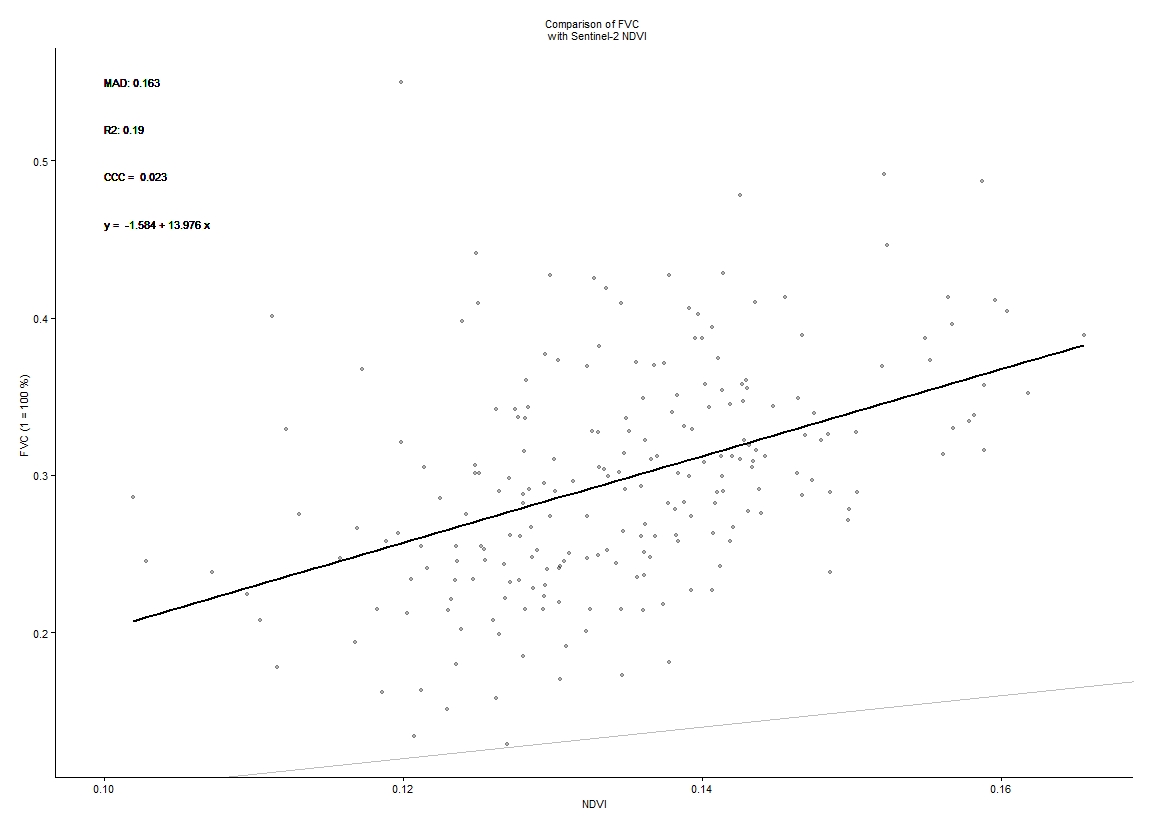 Comparison of FVC
with Sentinel-2 NDVI
MAD: 0.163
R2: 0.19
CCC = 0.023
y = -1.584 + 13.976 x
0.5
0.4
0.3
0.2
FVC (1 = 100 %)
0.10
0.12
0.14
0.16
NDVI